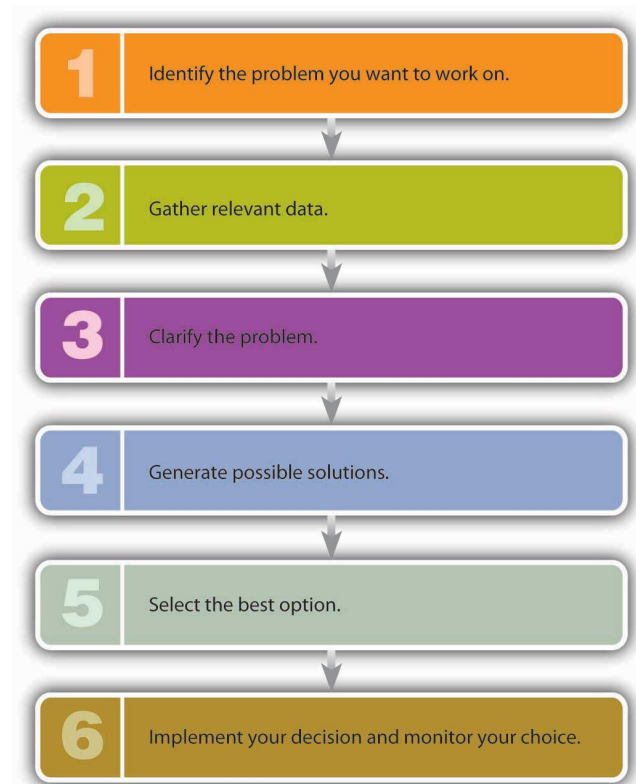 1 Identify the problem you want to work on.
2 Gather relevant data.
3 Clarify the problem.
4 Generate possible solutions.
5 Select the best option.
6 Implement your decision and monitor your choice.